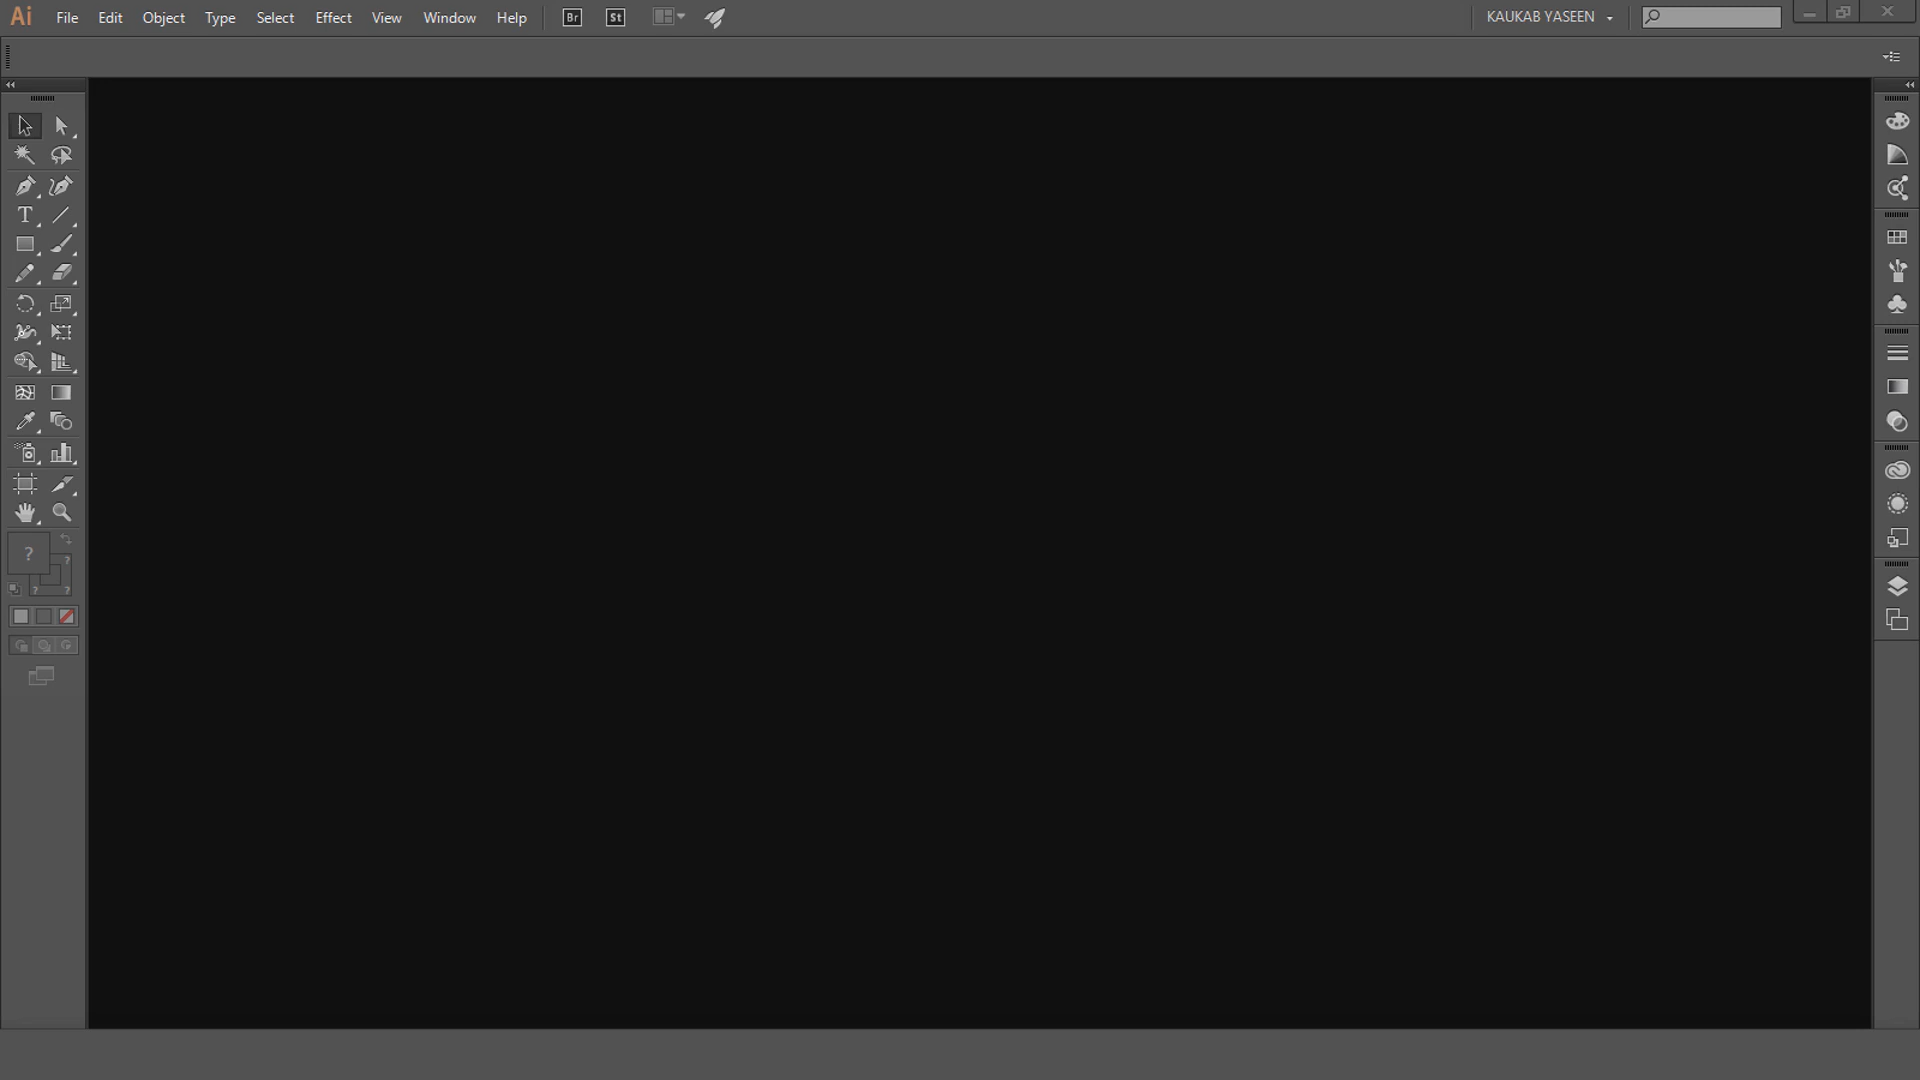 Ai File Edit Object Type Select Effect View Window Help Br St KAUKAB YASEEN
T
?
?
? ?